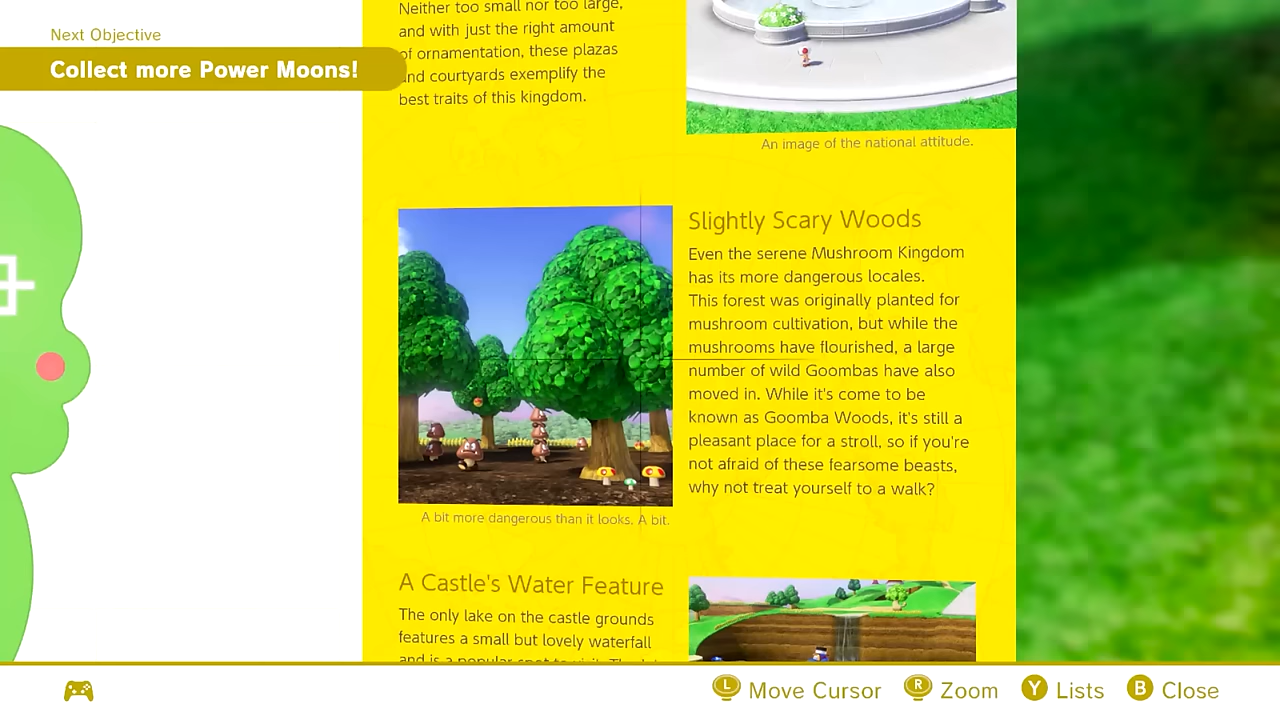 Next Objective
Collect more Power Moons!
Neither too small nor too large,
and with just the right amount
of ornamentation, these plazas
and courtyards exemplify the
best traits of this kingdom.
An image of the national attitude.
Slightly Scary Woods
Even the serene Mushroom Kingdom
has its more dangerous locales.
This forest was originally planted for
mushroom cultivation, but while the
mushrooms have flourished, a large
number of wild Goombas have also
moved in. While it's come to be
known as Goomba Woods, it's still a
pleasant place for a stroll, so if you're
not afraid of these fearsome beasts,
why not treat yourself to a walk?
A bit more dangerous than it looks. A bit.
A Castle's Water Feature
The only lake on the castle grounds
features a small but lovely waterfall
and is a popular spot to visit.
L Move Cursor R Zoom Y Lists B Close